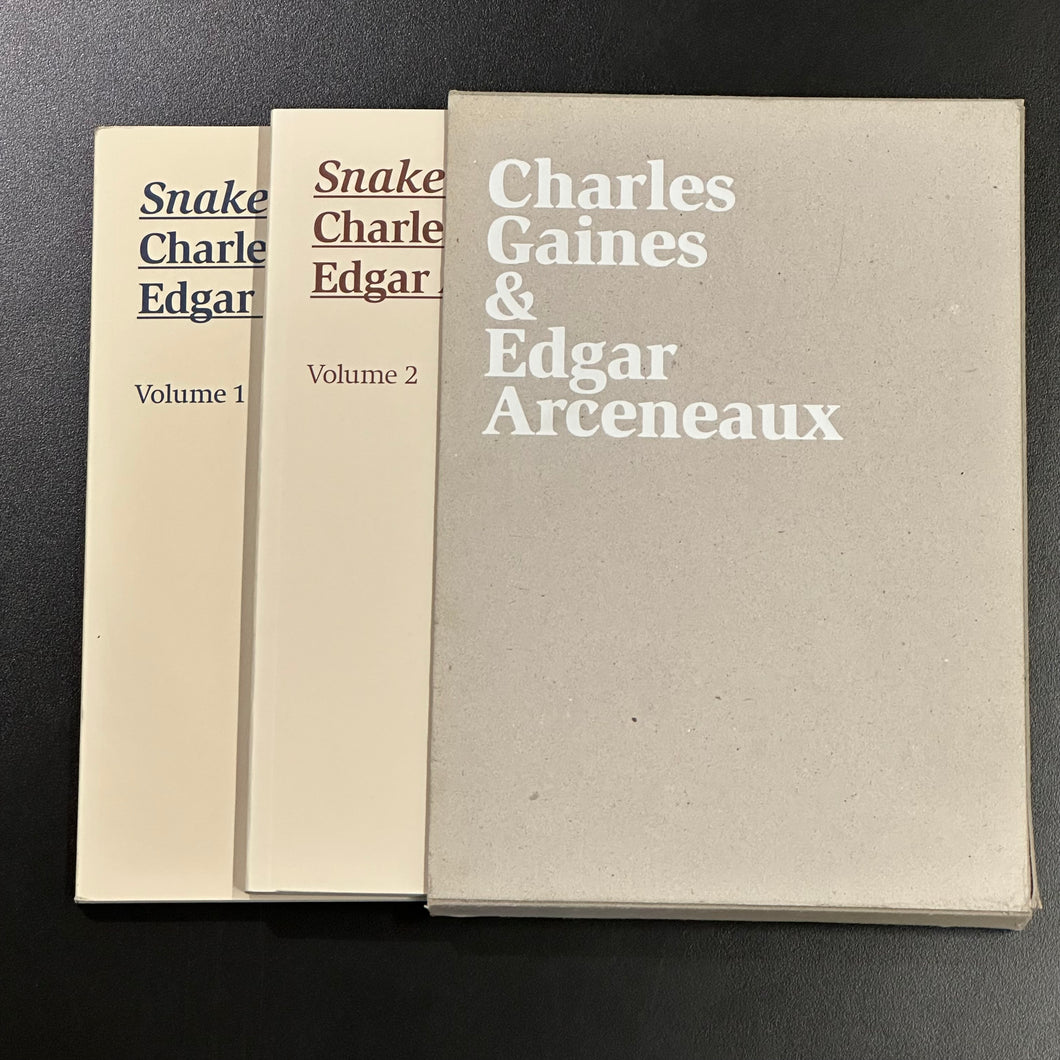 Snake
Charle
Edgar
Volume 1
Snake
Charle
Edgar
Volume 2
Charles
Gaines
&
Edgar
Arceneaux